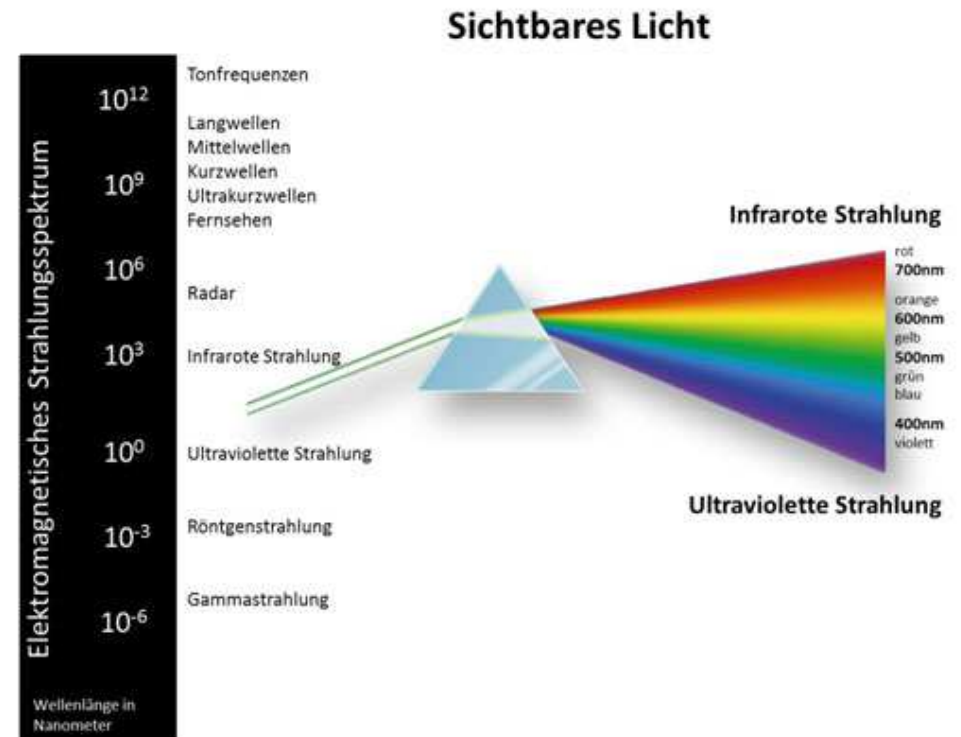 Sichtbares Licht
Elektromagnetisches Strahlungsspektrum
10¹²
10⁹
10⁶
10³
10⁰
10⁻³
10⁻⁶
Wellenlänge in
Nanometer
Tonfrequenzen
Langwellen
Mittelwellen
Kurzwellen
Ultrakurzwellen
Fernsehen
Radar
Infrarote Strahlung
Ultraviolette Strahlung
Röntgenstrahlung
Gammastrahlung
Infrarote Strahlung
rot
700nm
orange
600nm
gelb
500nm
grün
blau
400nm
violett
Ultraviolette Strahlung